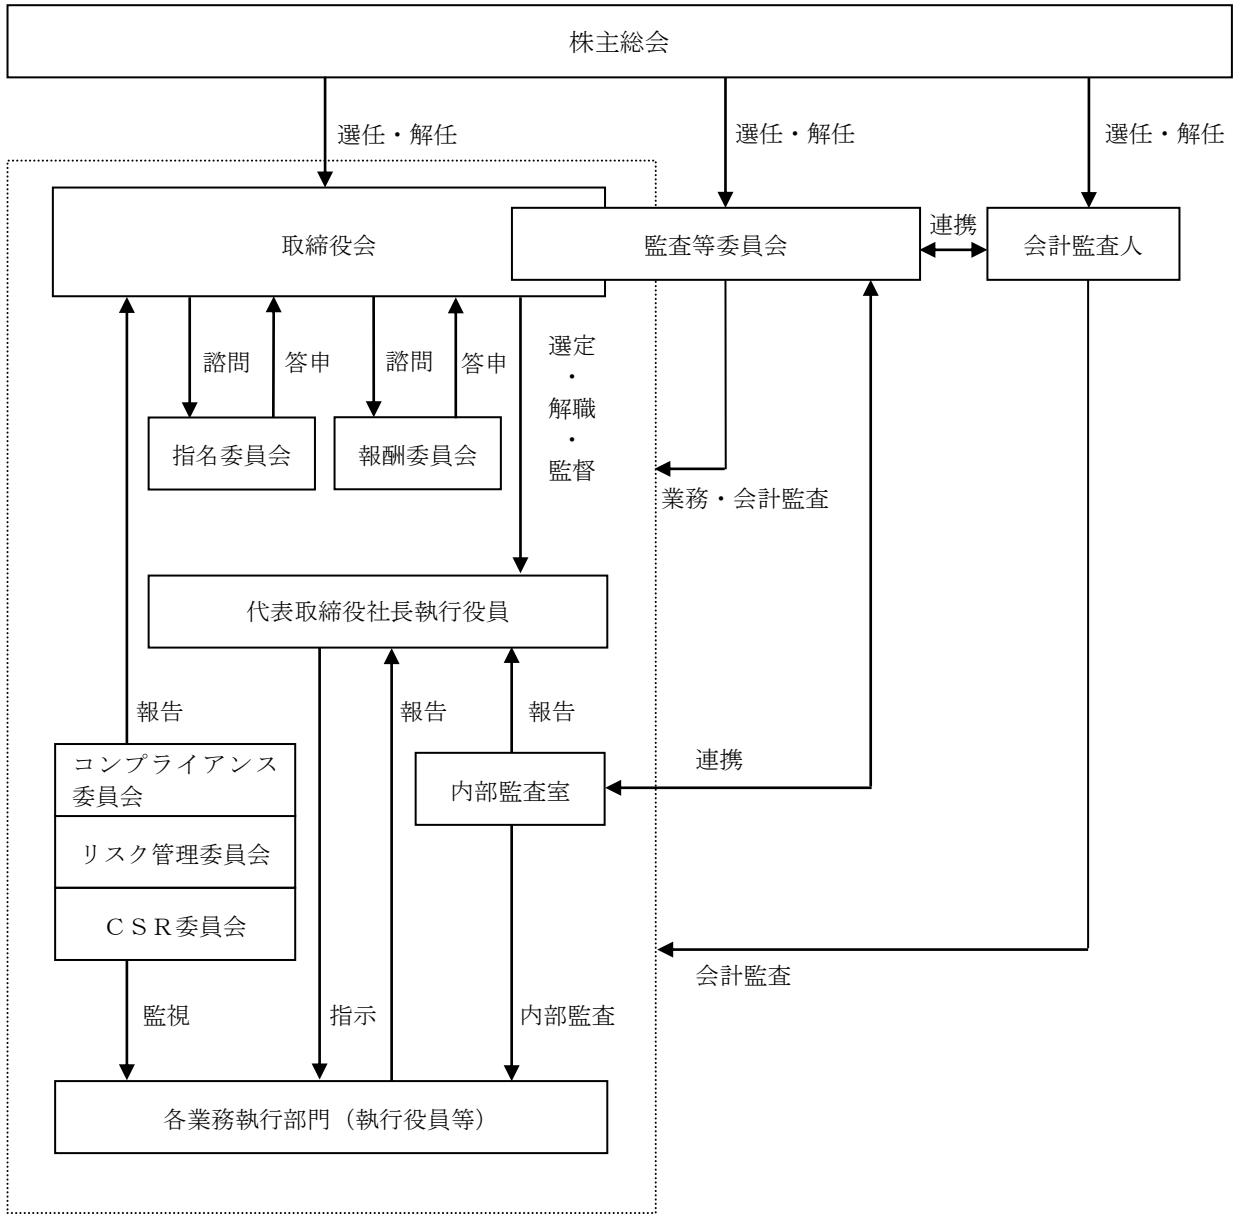 株主総会
選任・解任
選任・解任
選任・解任
取締役会
監査等委員会
連携
会計監査人
諮問
答申
諮問
答申
選定
・
解職
・
監督
指名委員会
報酬委員会
業務・会計監査
代表取締役社長執行役員
報告
報告
報告
コンプライアンス
委員会
リスク管理委員会
ＣＳＲ委員会
内部監査室
連携
会計監査
監視
指示
内部監査
各業務執行部門（執行役員等）